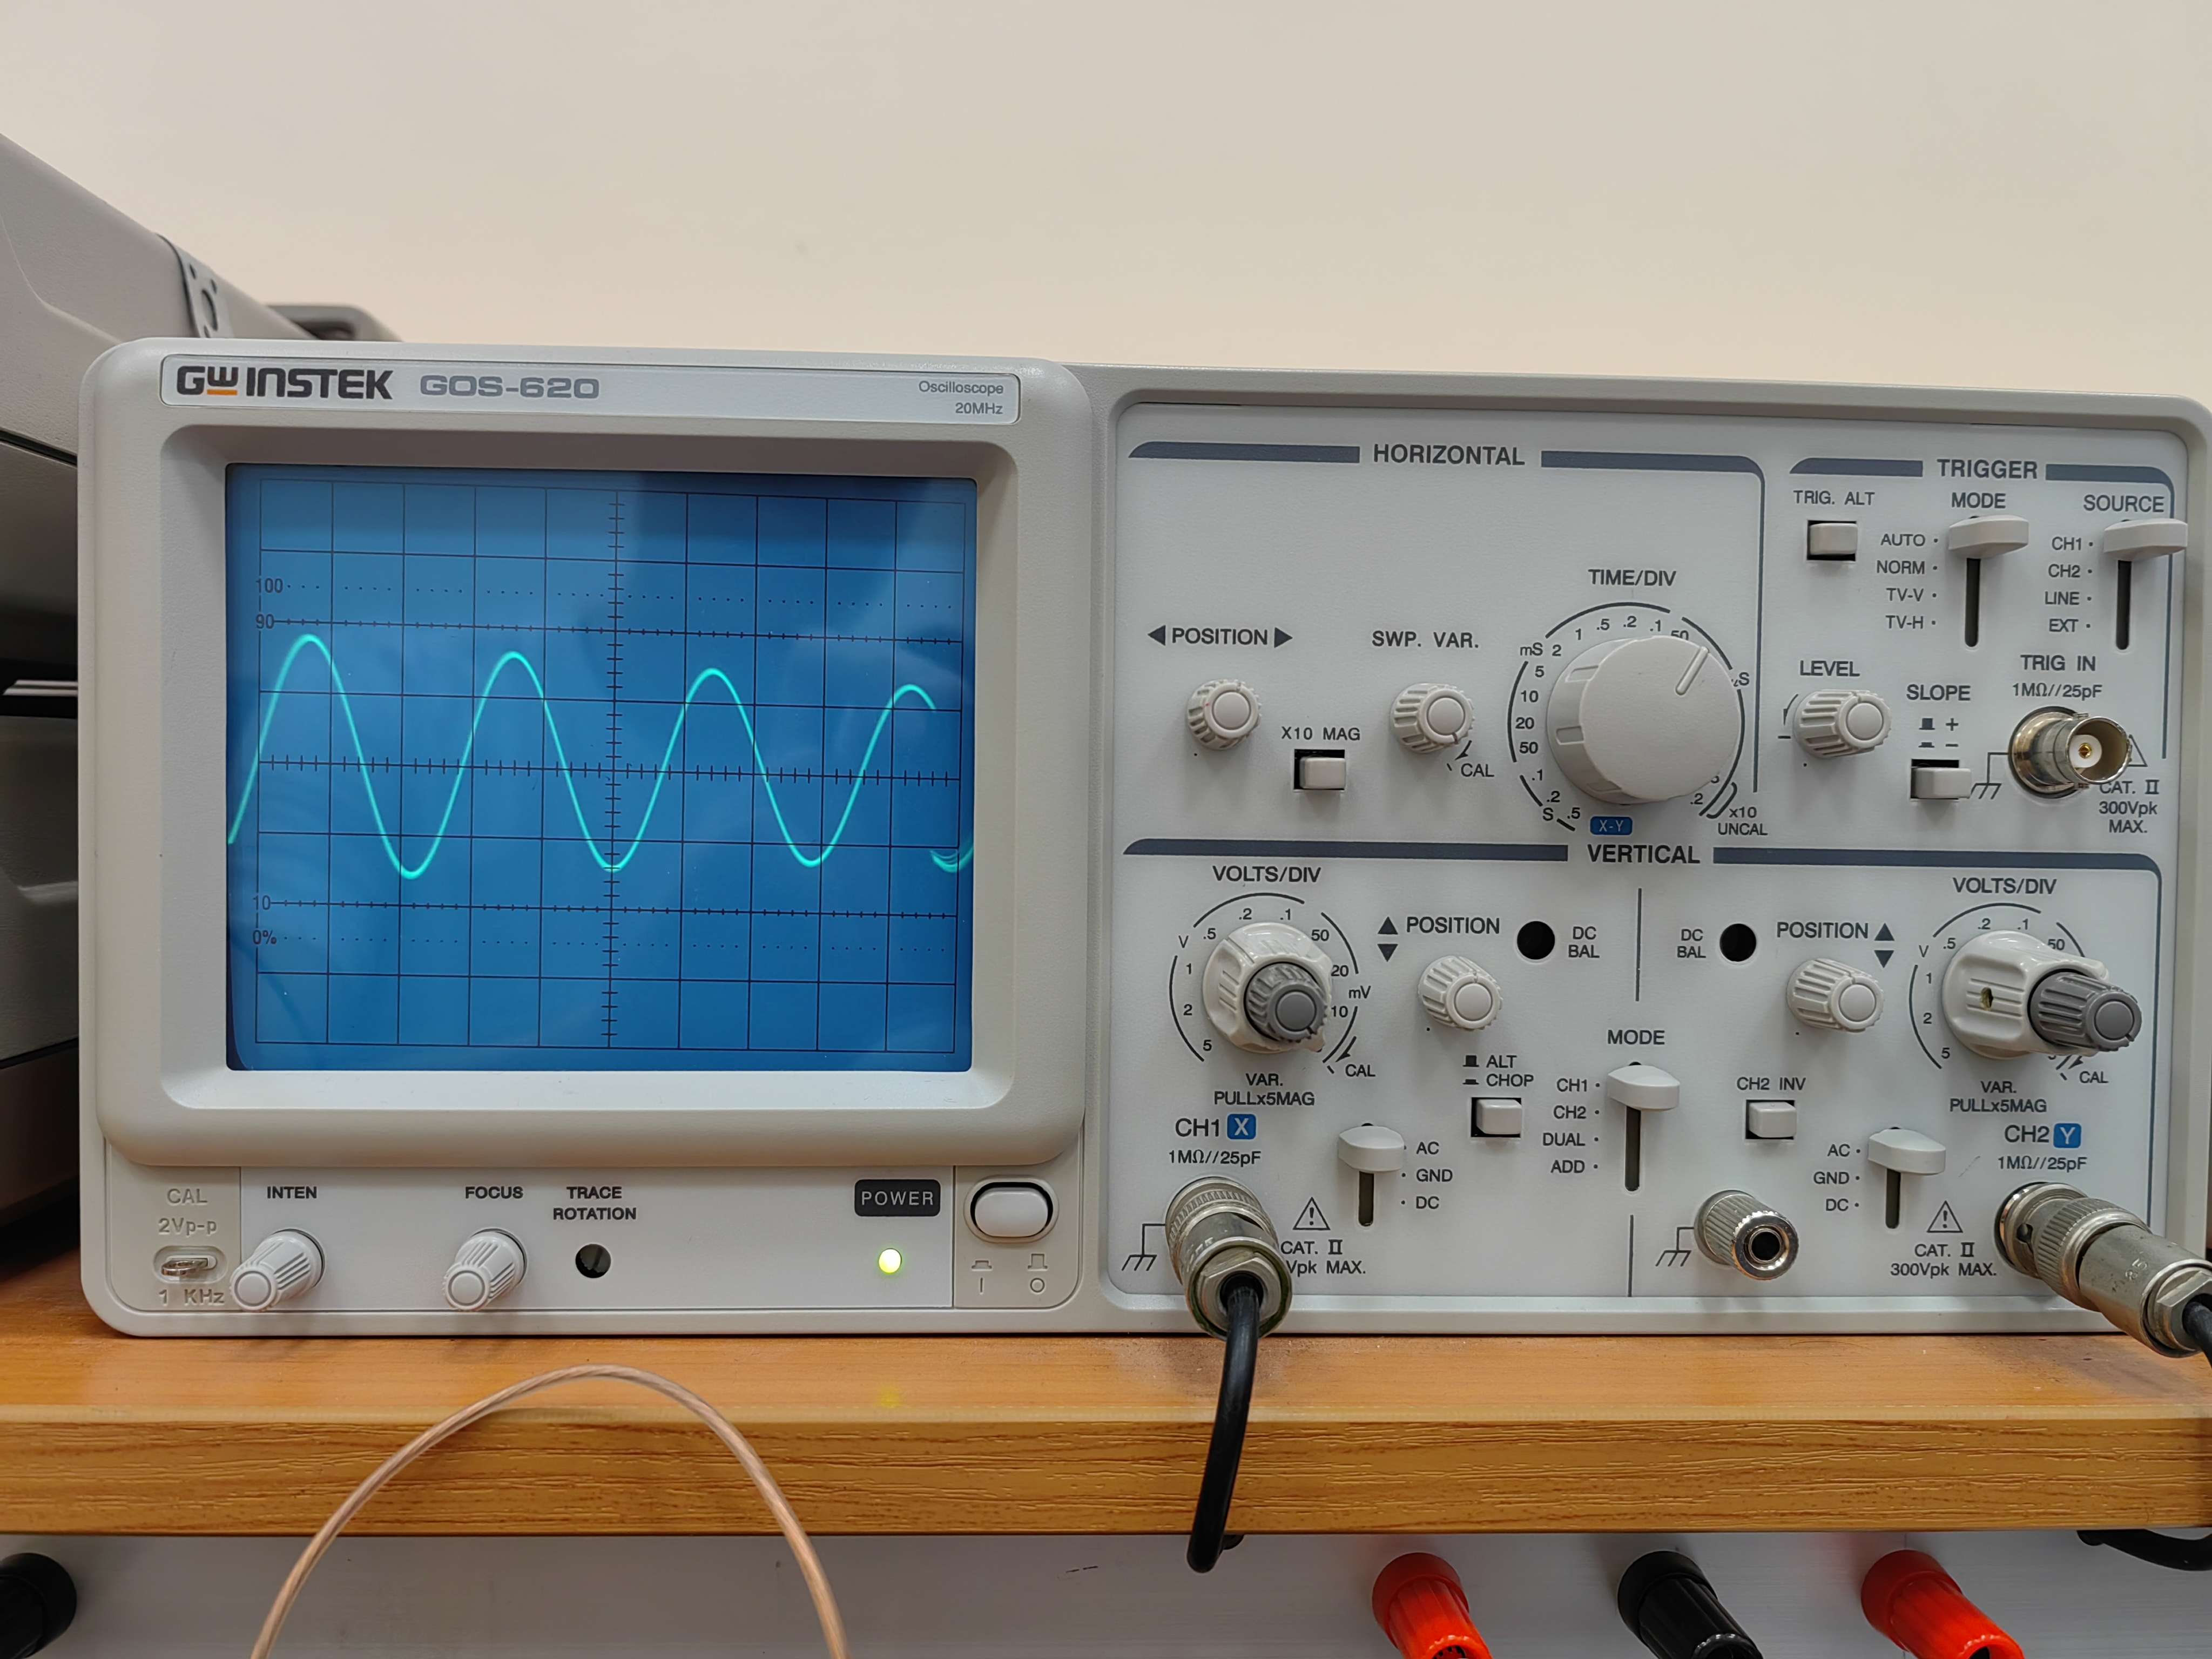 GW INSTEK GOS-620
Oscilloscope
20MHz
100
90
10
0%
CAL
2Vp-p
1 KHz
INTEN
FOCUS
TRACE
ROTATION
POWER
I
O
HORIZONTAL
◀ POSITION ▶
SWP. VAR.
X10 MAG
CAL
TIME/DIV
mS 2 1 .5 .2 .1 50
5
10
20
50
.1
.2
S .5
X-Y
.2
x10
UNCAL
TRIGGER
TRIG. ALT
MODE
AUTO
NORM
TV-V
TV-H
SOURCE
CH1
CH2
LINE
EXT
LEVEL
SLOPE
+
−
TRIG IN
1MΩ//25pF
CAT. II
300Vpk
MAX.
VERTICAL
VOLTS/DIV
V .5 .2 .1 50
1
2
5
20
mV
10
CAL
VAR.
PULLx5MAG
CH1 X
1MΩ//25pF
▲ POSITION
▼
DC
BAL
ALT
CHOP
AC
GND
DC
CAT. II
Vpk MAX.
MODE
CH1
CH2
DUAL
ADD
DC
BAL
POSITION ▲
▼
CH2 INV
VOLTS/DIV
V .5 .2 .1 50
1
2
5
CAL
VAR.
PULLx5MAG
CH2 Y
1MΩ//25pF
AC
GND
DC
CAT. II
300Vpk MAX.